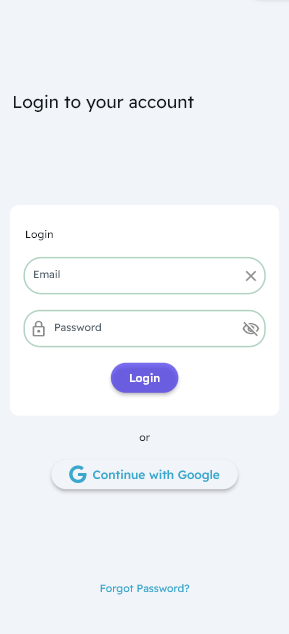 Login to your account
Login
Email
Password
Login
or
Continue with Google
Forgot Password?